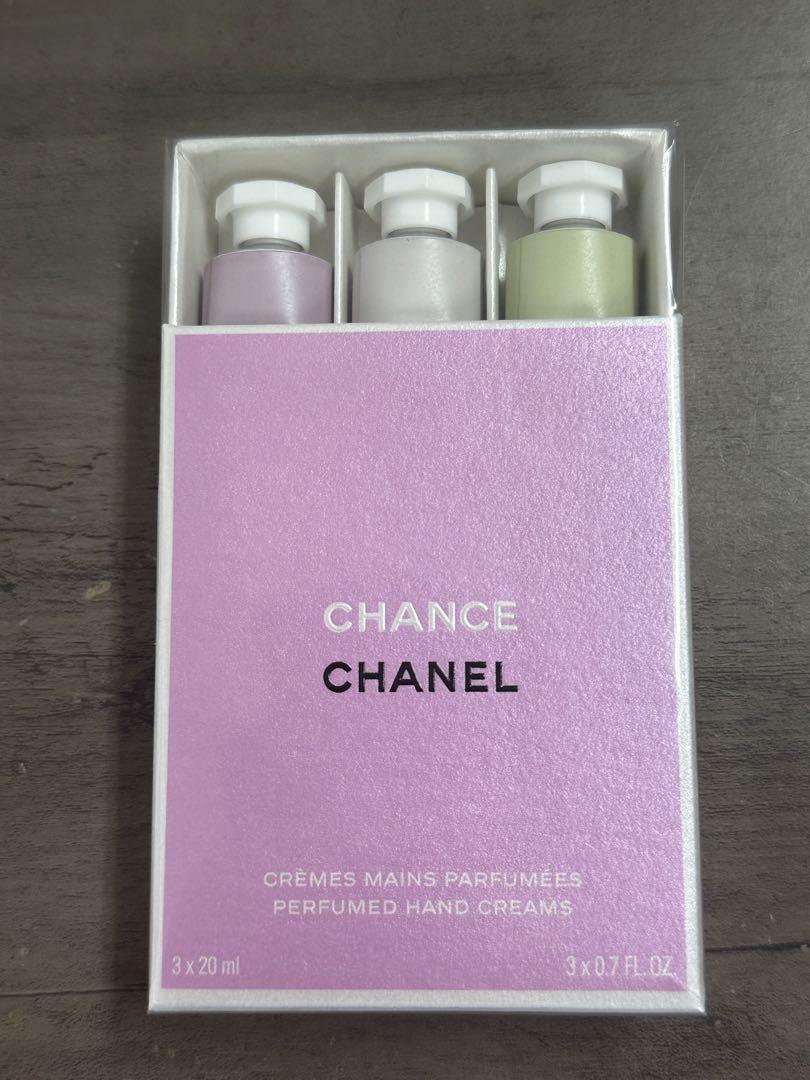 CHANCE
CHANEL
CRÈMES MAINS PARFUMÉES
PERFUMED HAND CREAMS
3 x 20 ml 3 x 0.7 FL. OZ.